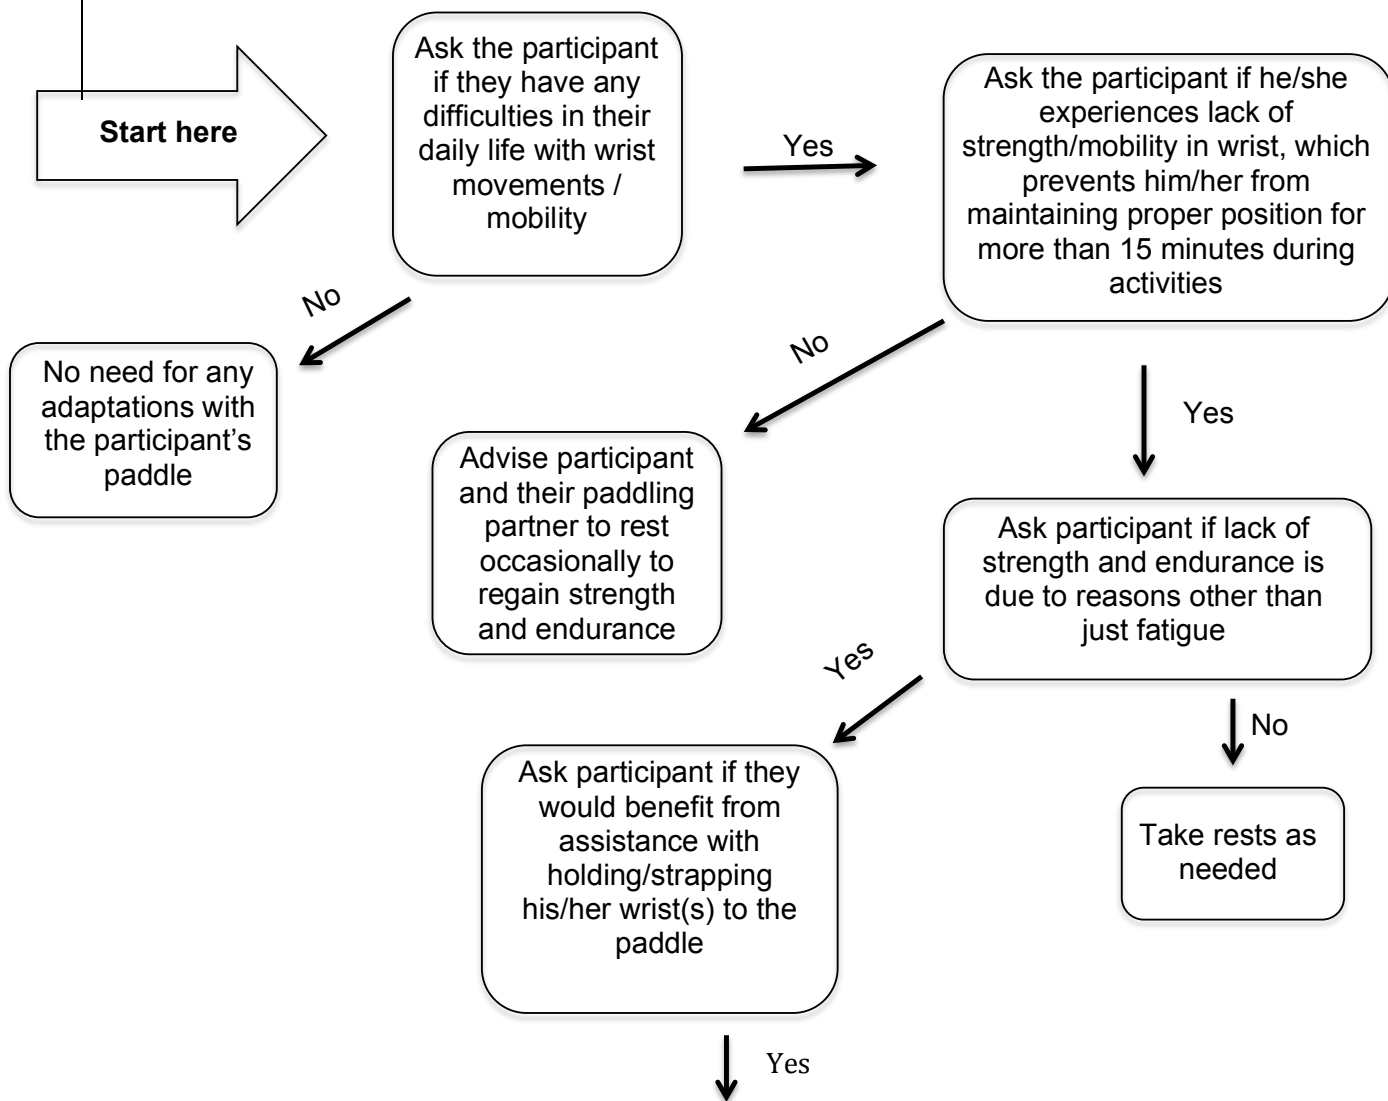 Start here
Ask the participant
if they have any
difficulties in their
daily life with wrist
movements /
mobility
Yes
Ask the participant if he/she
experiences lack of
strength/mobility in wrist, which
prevents him/her from
maintaining proper position for
more than 15 minutes during
activities
No
No need for any
adaptations with
the participant’s
paddle
No
Advise participant
and their paddling
partner to rest
occasionally to
regain strength
and endurance
Yes
Ask participant if lack of
strength and endurance is
due to reasons other than
just fatigue
Yes
Ask participant if they
would benefit from
assistance with
holding/strapping
his/her wrist(s) to the
paddle
No
Take rests as
needed
Yes